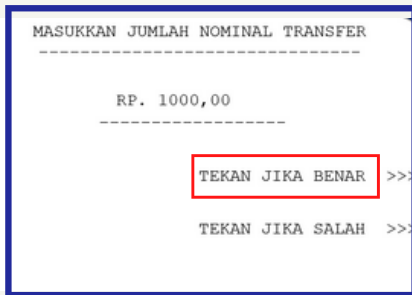 MASUKKAN JUMLAH NOMINAL TRANSFER
--------------------------------
RP. 1000,00
------------------
TEKAN JIKA BENAR >>>
TEKAN JIKA SALAH >>>